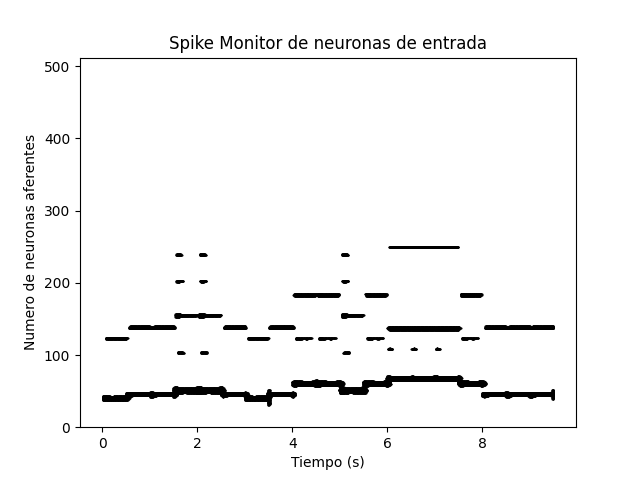 Spike Monitor de neuronas de entrada
500
400
300
200
100
0
Numero de neuronas aferentes
0 2 4 6 8
Tiempo (s)